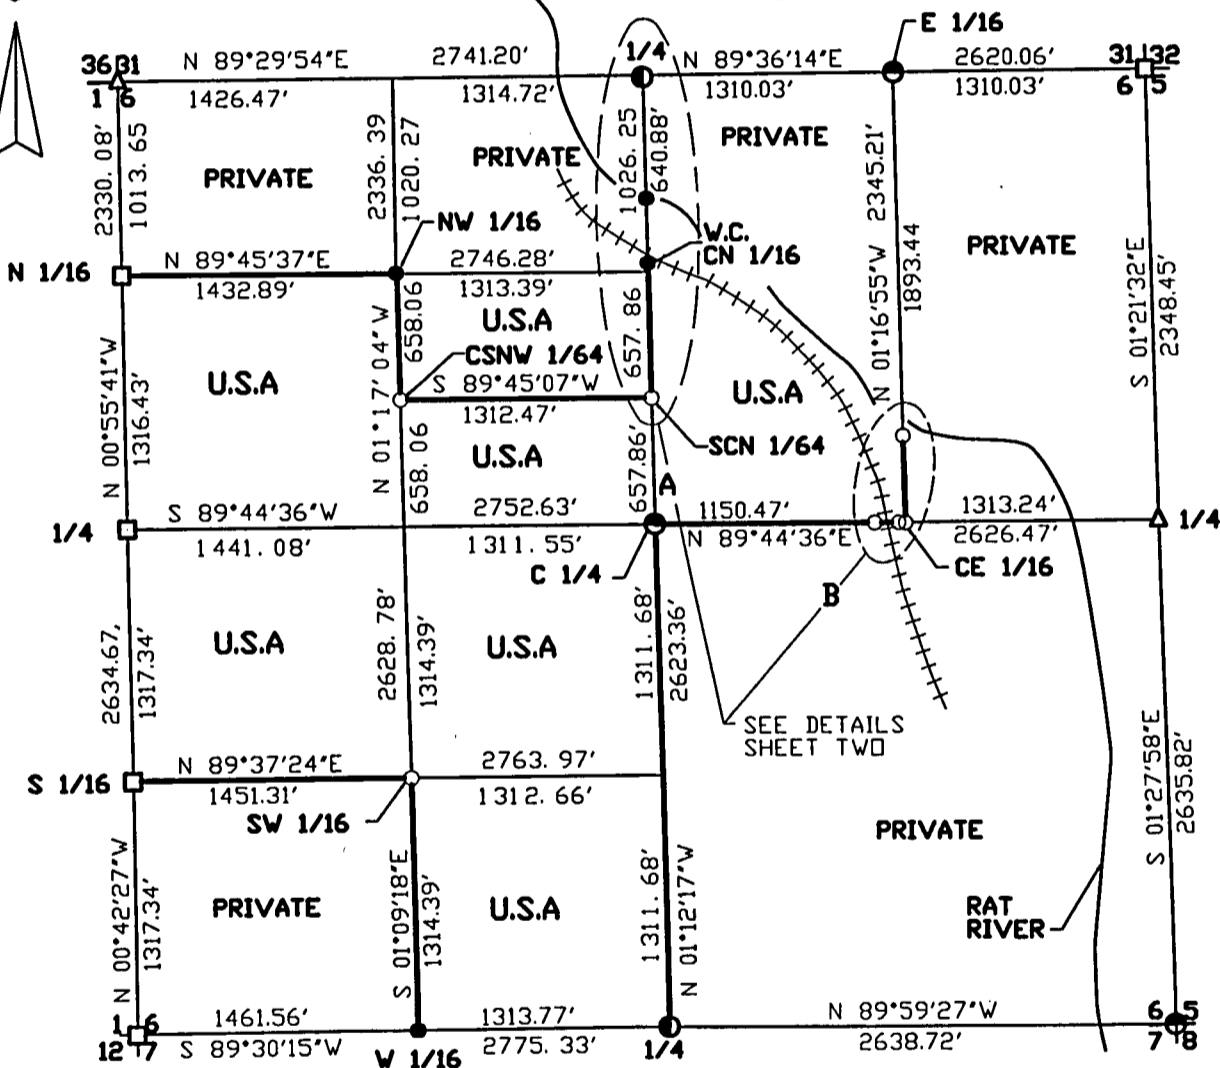 E 1/16
36 31
N 89°29'54"E
2741.20'
1/4
N 89°36'14"E
2620.06'
31 32
1 6
1426.47'
1314.72'
1310.03'
1310.03'
6 5
2330. 08'
1013. 65
2336. 39
1020. 27
1026. 25
640.88'
2345.21'
PRIVATE
PRIVATE
PRIVATE
NW 1/16
W.C.
CN 1/16
N 01°16'55"W
1893.44
PRIVATE
S 01°21'32"E
2348.45'
N 1/16
N 89°45'37"E
2746.28'
1432.89'
1313.39'
U.S.A
658.06
657. 86
CSNW 1/64
N 00°55'41"W
1316.43'
U.S.A
N 01°17'04"W
S 89°45'07"W
1312.47'
U.S.A
SCN 1/64
658. 06
U.S.A
657.86'
A
S 89°44'36"W
2752.63'
1150.47'
1313.24'
1/4
1441. 08'
1311. 55'
N 89°44'36"E
2626.47'
1/4
C 1/4
CE 1/16
B
2634.67,
1317.34'
U.S.A
2628. 78'
1314.39'
U.S.A
1311. 68'
2623.36'
SEE DETAILS
SHEET TWO
S 01°27'58"E
2635.82'
S 1/16
N 89°37'24"E
2763. 97'
1451.31'
1312. 66'
SW 1/16
PRIVATE
N 00°42'27"W
1317.34'
PRIVATE
S 01°09'18"E
1314.39'
U.S.A
1311. 68'
N 01°12'17"W
RAT
RIVER
1 6
1461.56'
1313.77'
N 89°59'27"W
6 5
12 7
S 89°30'15"W
W 1/16
2775. 33'
1/4
2638.72'
7 8